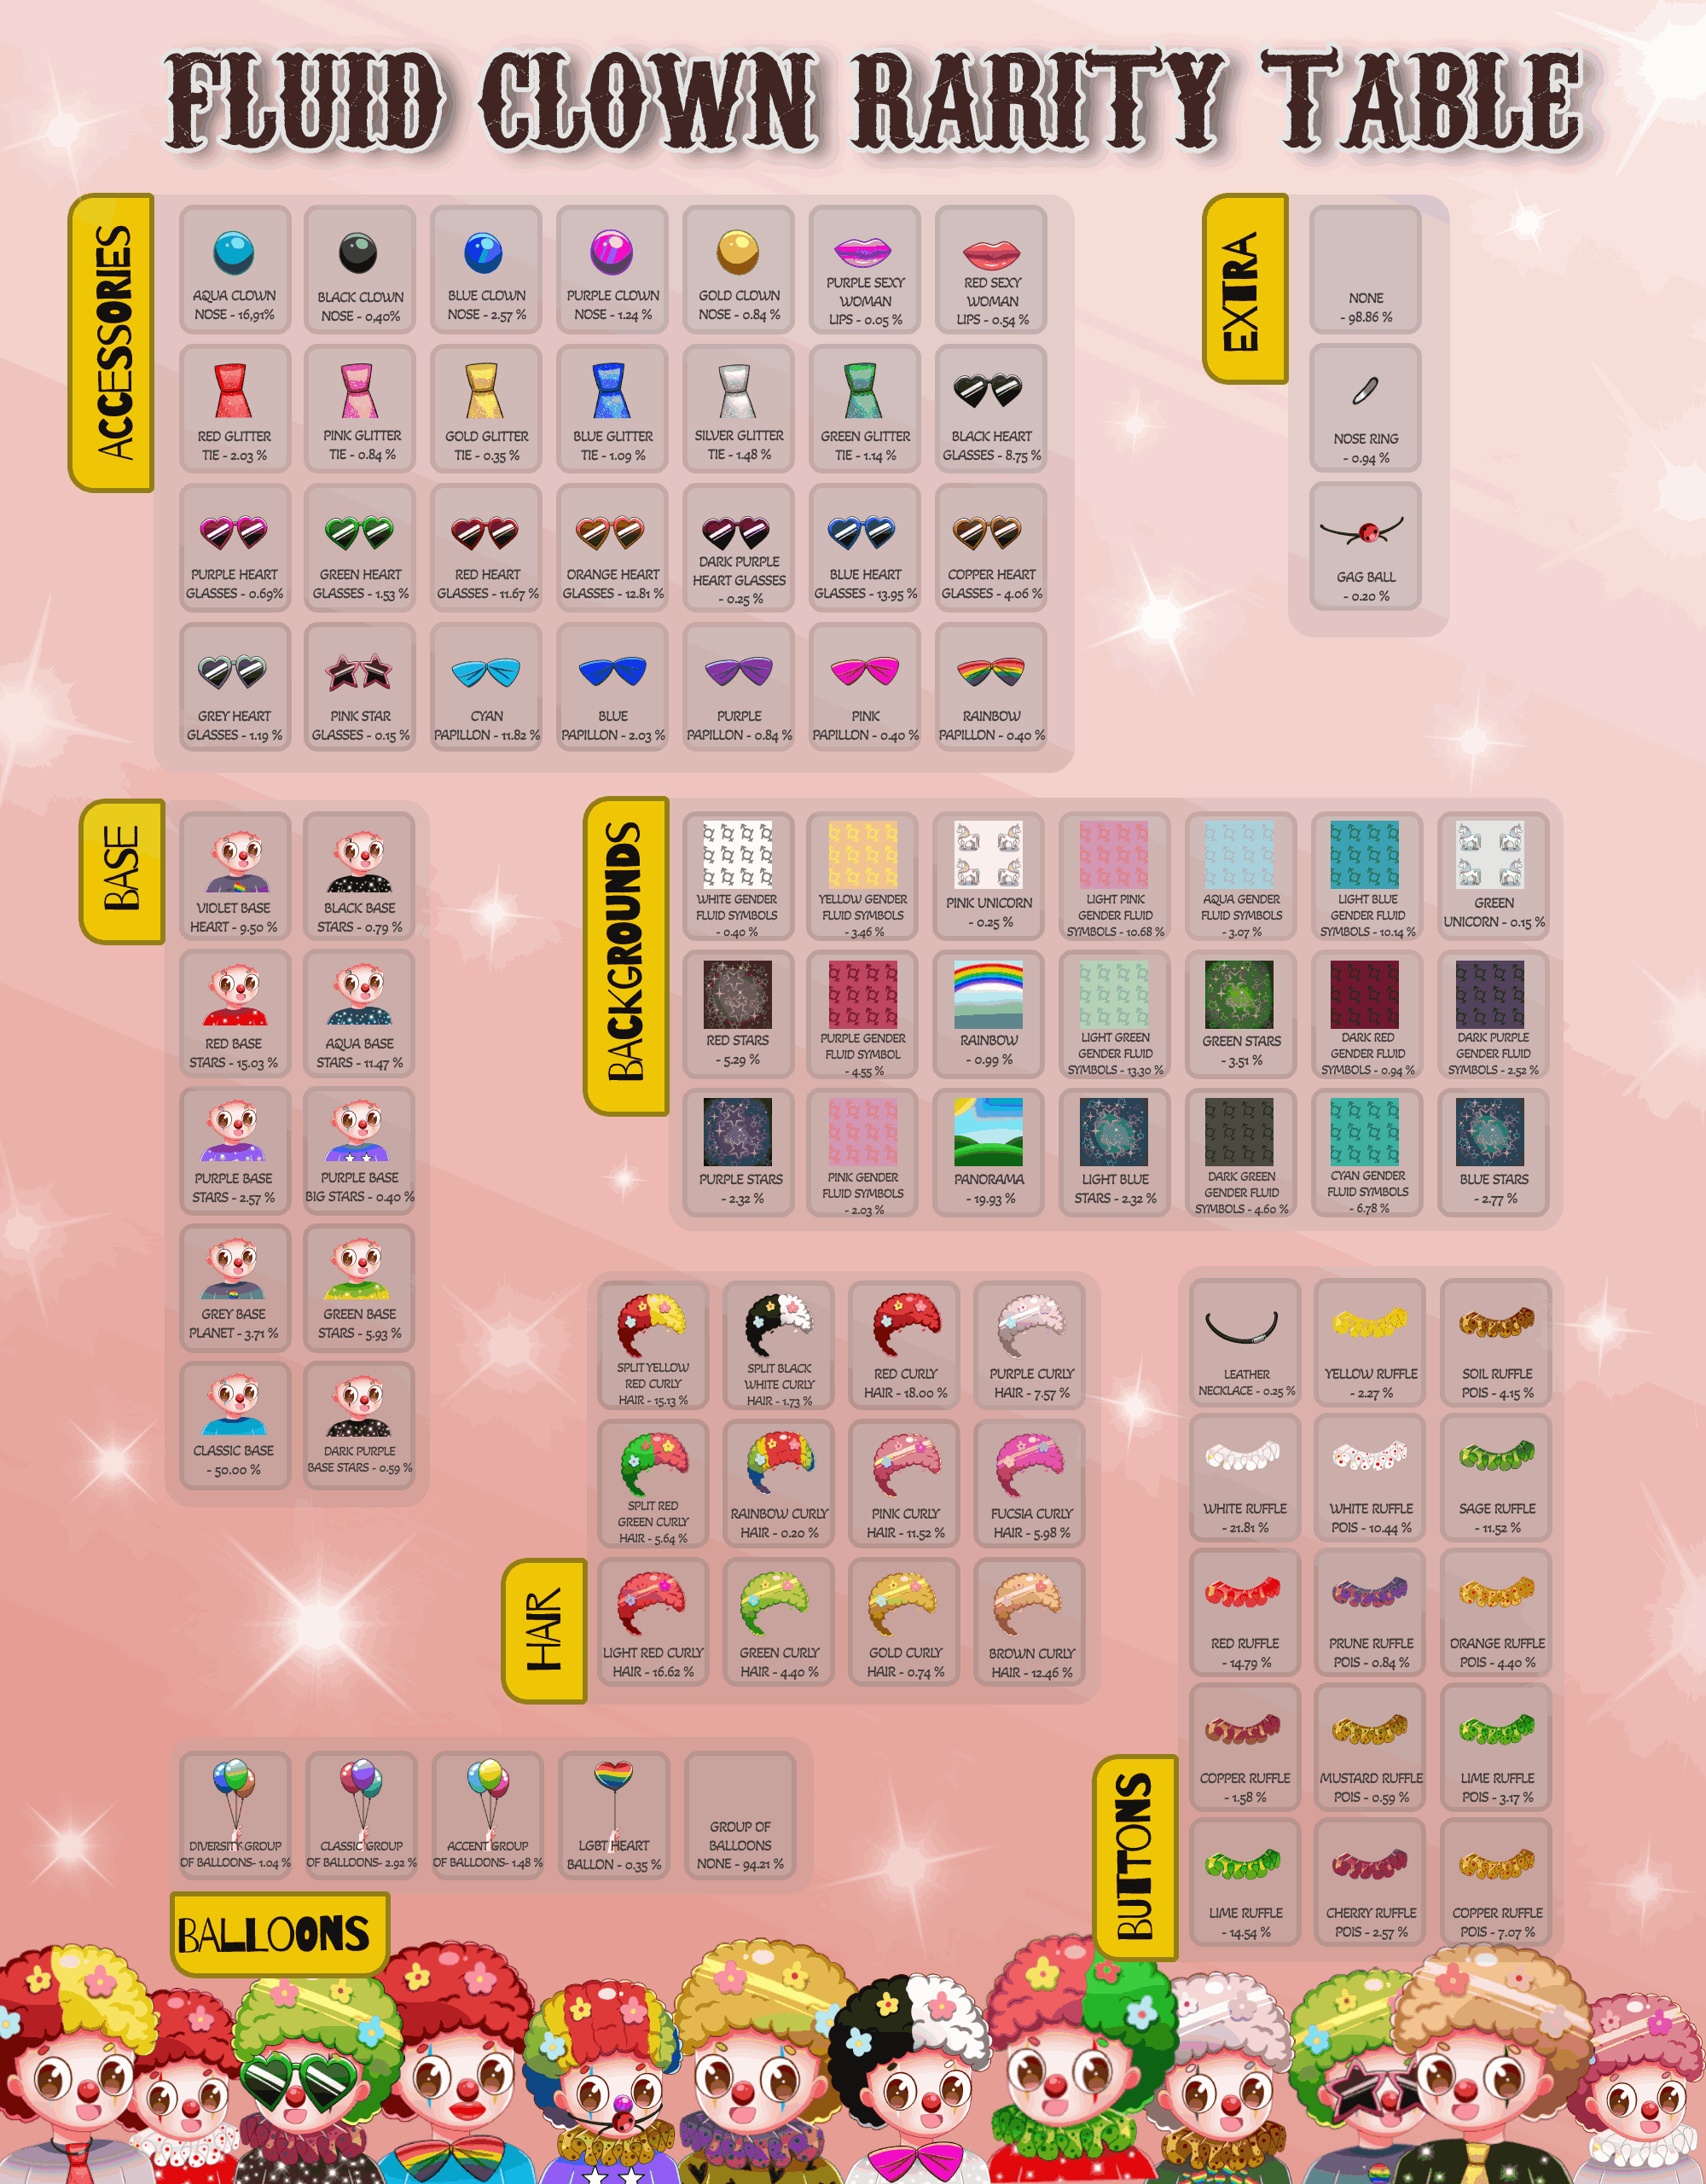 FLUID CLOWN RARITY TABLE
ACCESSORIES
AQUA CLOWN
NOSE - 16,91%
BLACK CLOWN
NOSE - 0,40%
BLUE CLOWN
NOSE - 2.57 %
PURPLE CLOWN
NOSE - 1.24 %
GOLD CLOWN
NOSE - 0.84 %
PURPLE SEXY
WOMAN
LIPS - 0.05 %
RED SEXY
WOMAN
LIPS - 0.54 %
RED GLITTER
TIE - 2.03 %
PINK GLITTER
TIE - 0.84 %
GOLD GLITTER
TIE - 0.35 %
BLUE GLITTER
TIE - 1.09 %
SILVER GLITTER
TIE - 1.48 %
GREEN GLITTER
TIE - 1.14 %
BLACK HEART
GLASSES - 8.75 %
PURPLE HEART
GLASSES - 0.69%
GREEN HEART
GLASSES - 1.53 %
RED HEART
GLASSES - 11.67 %
ORANGE HEART
GLASSES - 12.81 %
DARK PURPLE
HEART GLASSES
- 0.25 %
BLUE HEART
GLASSES - 13.95 %
COPPER HEART
GLASSES - 4.06 %
GREY HEART
GLASSES - 1.19 %
PINK STAR
GLASSES - 0.15 %
CYAN
PAPILLON - 11.82 %
BLUE
PAPILLON - 2.03 %
PURPLE
PAPILLON - 0.84 %
PINK
PAPILLON - 0.40 %
RAINBOW
PAPILLON - 0.40 %
EXTRA
NONE
- 98.86 %
NOSE RING
- 0.94 %
GAG BALL
- 0.20 %
BASE
VIOLET BASE
HEART - 9.50 %
BLACK BASE
STARS - 0.79 %
RED BASE
STARS - 15.03 %
AQUA BASE
STARS - 11.47 %
PURPLE BASE
STARS - 2.57 %
PURPLE BASE
BIG STARS - 0.40 %
GREY BASE
PLANET - 3.71 %
GREEN BASE
STARS - 5.93 %
CLASSIC BASE
- 50.00 %
DARK PURPLE
BASE STARS - 0.59 %
BACKGROUNDS
WHITE GENDER
FLUID SYMBOLS
- 0.40 %
YELLOW GENDER
FLUID SYMBOLS
- 3.46 %
PINK UNICORN
- 0.25 %
LIGHT PINK
GENDER FLUID
SYMBOLS - 10.68 %
AQUA GENDER
FLUID SYMBOLS
- 3.07 %
LIGHT BLUE
GENDER FLUID
SYMBOLS - 10.14 %
GREEN
UNICORN - 0.15 %
RED STARS
- 5.29 %
PURPLE GENDER
FLUID SYMBOL
- 4.55 %
RAINBOW
- 0.99 %
LIGHT GREEN
GENDER FLUID
SYMBOLS - 13.30 %
GREEN STARS
- 3.51 %
DARK RED
GENDER FLUID
SYMBOLS - 0.94 %
DARK PURPLE
GENDER FLUID
SYMBOLS - 2.52 %
PURPLE STARS
- 2.32 %
PINK GENDER
FLUID SYMBOLS
- 2.03 %
PANORAMA
- 19.93 %
LIGHT BLUE
STARS - 2.32 %
DARK GREEN
GENDER FLUID
SYMBOLS - 4.60 %
CYAN GENDER
FLUID SYMBOLS
- 6.78 %
BLUE STARS
- 2.77 %
HAIR
SPLIT YELLOW
RED CURLY
HAIR - 15.13 %
SPLIT BLACK
WHITE CURLY
HAIR - 1.73 %
RED CURLY
HAIR - 18.00 %
PURPLE CURLY
HAIR - 7.57 %
SPLIT RED
GREEN CURLY
HAIR - 5.64 %
RAINBOW CURLY
HAIR - 0.20 %
PINK CURLY
HAIR - 11.52 %
FUCSIA CURLY
HAIR - 5.98 %
LIGHT RED CURLY
HAIR - 16.62 %
GREEN CURLY
HAIR - 4.40 %
GOLD CURLY
HAIR - 0.74 %
BROWN CURLY
HAIR - 12.46 %
BUTTONS
LEATHER
NECKLACE - 0.25 %
YELLOW RUFFLE
- 2.27 %
SOIL RUFFLE
POIS - 4.15 %
WHITE RUFFLE
- 21.81 %
WHITE RUFFLE
POIS - 10.44 %
SAGE RUFFLE
- 11.52 %
RED RUFFLE
- 14.79 %
PRUNE RUFFLE
POIS - 0.84 %
ORANGE RUFFLE
POIS - 4.40 %
COPPER RUFFLE
- 1.58 %
MUSTARD RUFFLE
POIS - 0.59 %
LIME RUFFLE
POIS - 3.17 %
LIME RUFFLE
- 14.54 %
CHERRY RUFFLE
POIS - 2.57 %
COPPER RUFFLE
POIS - 7.07 %
DIVERSITY GROUP
OF BALLOONS- 1.04 %
CLASSIC GROUP
OF BALLOONS- 2.92 %
ACCENT GROUP
OF BALLOONS- 1.48 %
LGBT HEART
BALLON - 0.35 %
GROUP OF
BALLOONS
NONE - 94.21 %
BALLOONS